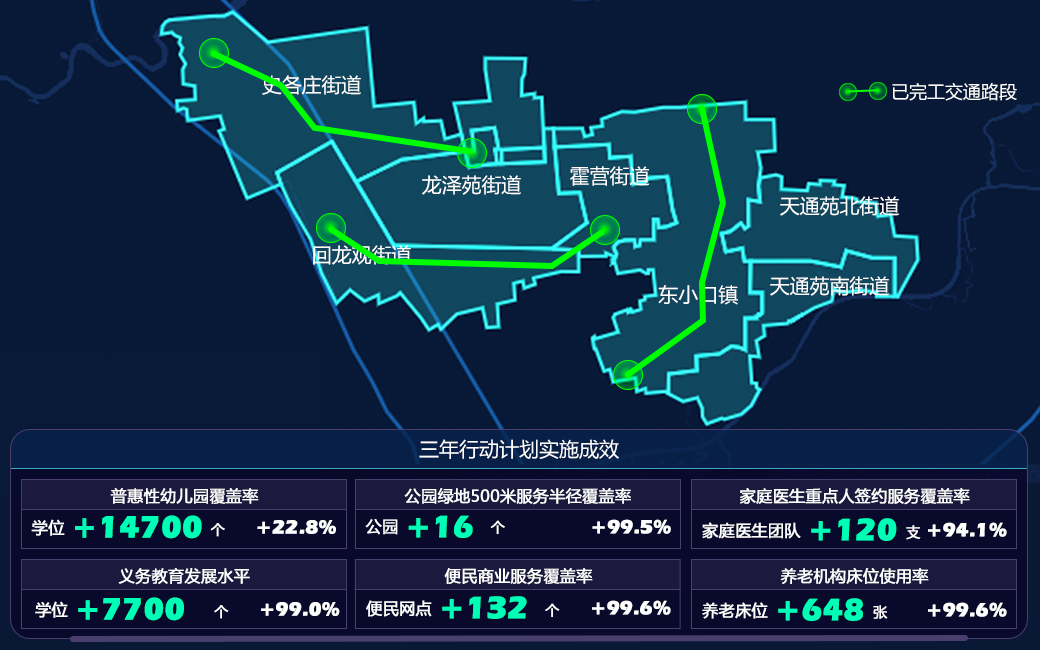 史各庄街道
已完工交通路段
龙泽苑街道
霍营街道
天通苑北街道
回龙观街道
天通苑南街道
东小口镇
三年行动计划实施成效
普惠性幼儿园覆盖率
学位 +14700 个 +22.8%
公园绿地500米服务半径覆盖率
公园 +16 个 +99.5%
家庭医生重点人签约服务覆盖率
家庭医生团队 +120 支 +94.1%
义务教育发展水平
学位 +7700 个 +99.0%
便民商业服务覆盖率
便民网点 +132 个 +99.6%
养老机构床位使用率
养老床位 +648 张 +99.6%